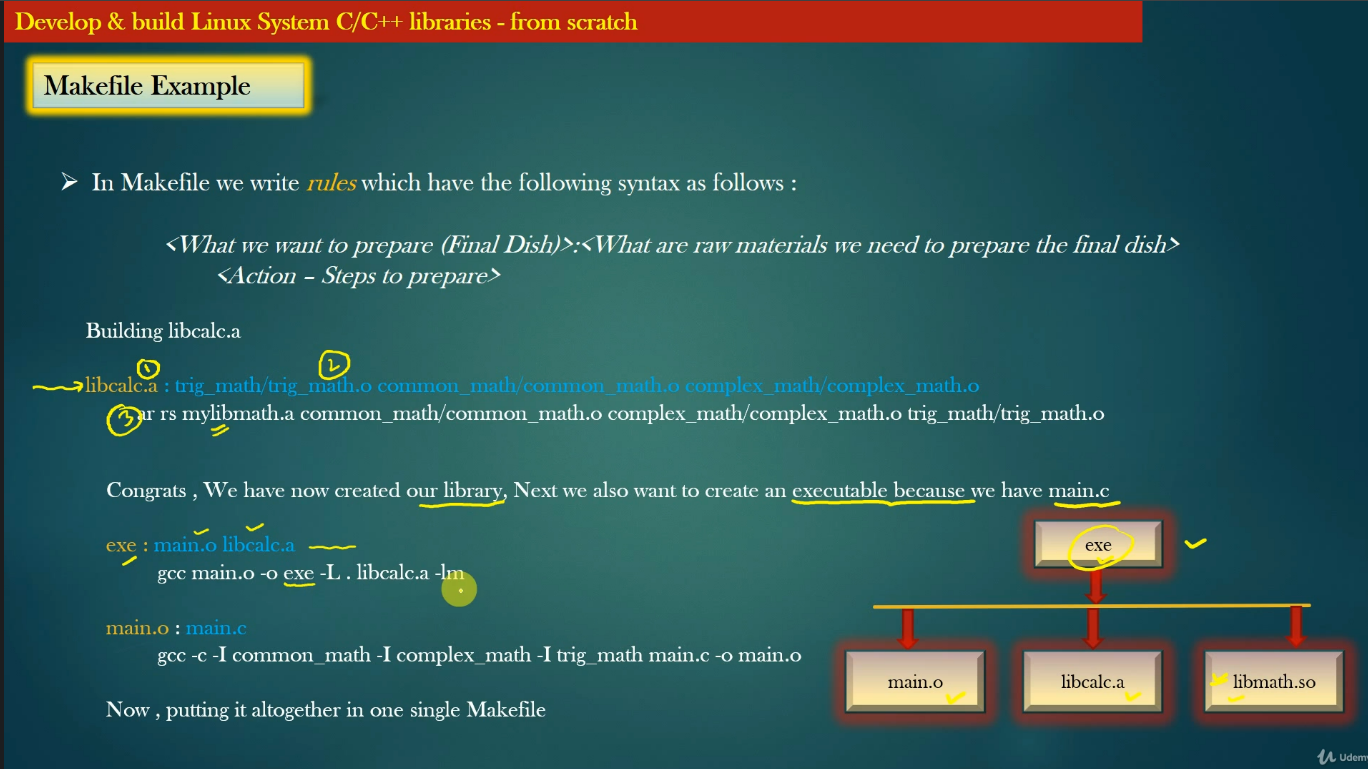 Develop & build Linux System C/C++ libraries - from scratch
Makefile Example
➢ In Makefile we write rules which have the following syntax as follows :
<What we want to prepare (Final Dish)>:<What are raw materials we need to prepare the final dish>
<Action – Steps to prepare>
Building libcalc.a
1 2
libcalc.a : trig_math/trig_math.o common_math/common_math.o complex_math/complex_math.o
3 ar rs mylibmath.a common_math/common_math.o complex_math/complex_math.o trig_math/trig_math.o
Congrats , We have now created our library, Next we also want to create an executable because we have main.c
exe : main.o libcalc.a
gcc main.o -o exe -L . libcalc.a -lm
main.o : main.c
gcc -c -I common_math -I complex_math -I trig_math main.c -o main.o
Now , putting it altogether in one single Makefile
exe
main.o
libcalc.a
libmath.so
Udemy